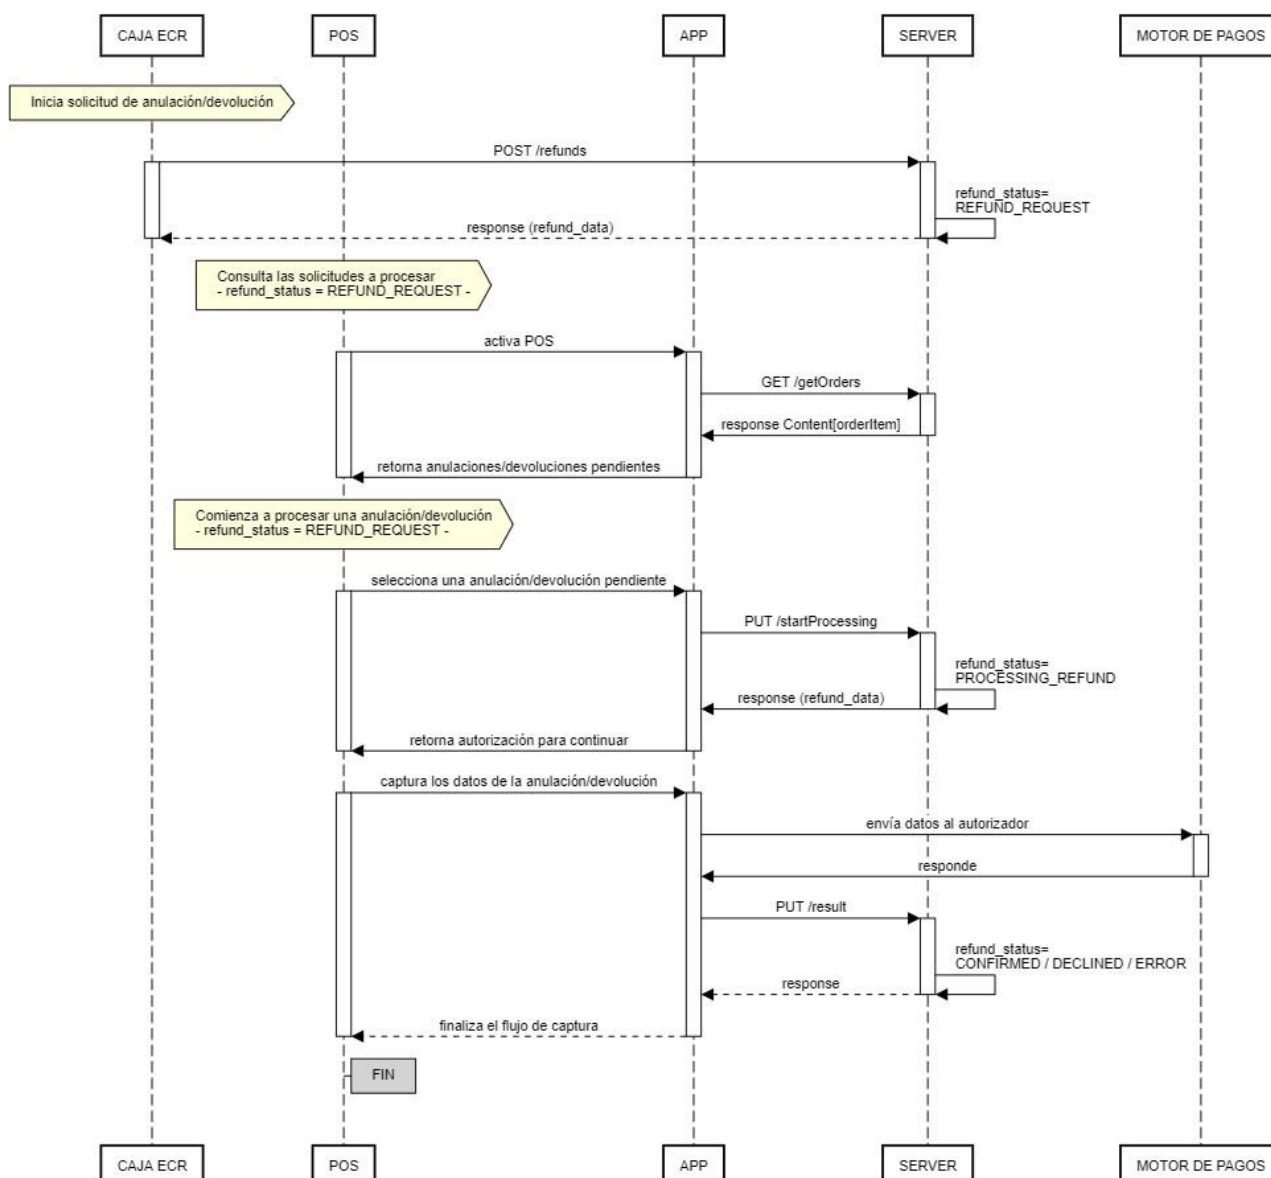 CAJA ECR
POS
APP
SERVER
MOTOR DE PAGOS
Inicia solicitud de anulación/devolución
POST /refunds
refund_status=
REFUND_REQUEST
response (refund_data)
Consulta las solicitudes a procesar
- refund_status = REFUND_REQUEST -
activa POS
GET /getOrders
response Content[orderItem]
retorna anulaciones/devoluciones pendientes
Comienza a procesar una anulación/devolución
- refund_status = REFUND_REQUEST -
selecciona una anulación/devolución pendiente
PUT /startProcessing
refund_status=
PROCESSING_REFUND
response (refund_data)
retorna autorización para continuar
captura los datos de la anulación/devolución
envía datos al autorizador
responde
PUT /result
refund_status=
CONFIRMED / DECLINED / ERROR
response
finaliza el flujo de captura
FIN
CAJA ECR
POS
APP
SERVER
MOTOR DE PAGOS